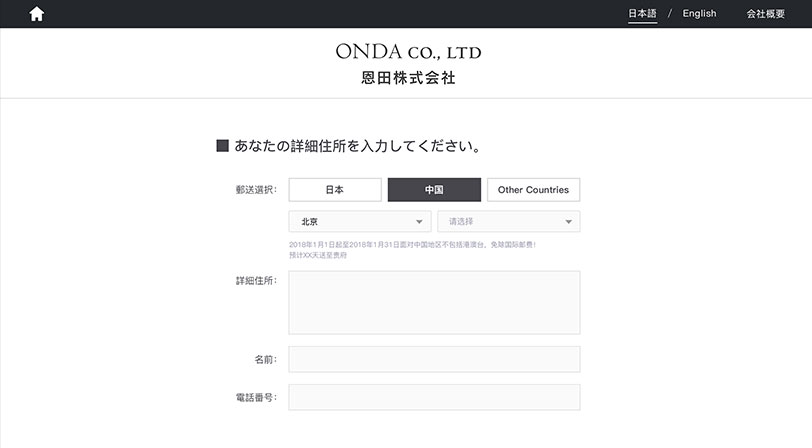 日本語 / English 会社概要
ONDA CO., LTD
恩田株式会社
あなたの詳細住所を入力してください。
郵送選択: 日本 中国 Other Countries
北京 请选择
2018年1月1日起至2018年1月31日面对中国地区不包括港澳台，免除国际邮费！
预计XX天送至贵府
詳細住所:
名前:
電話番号: